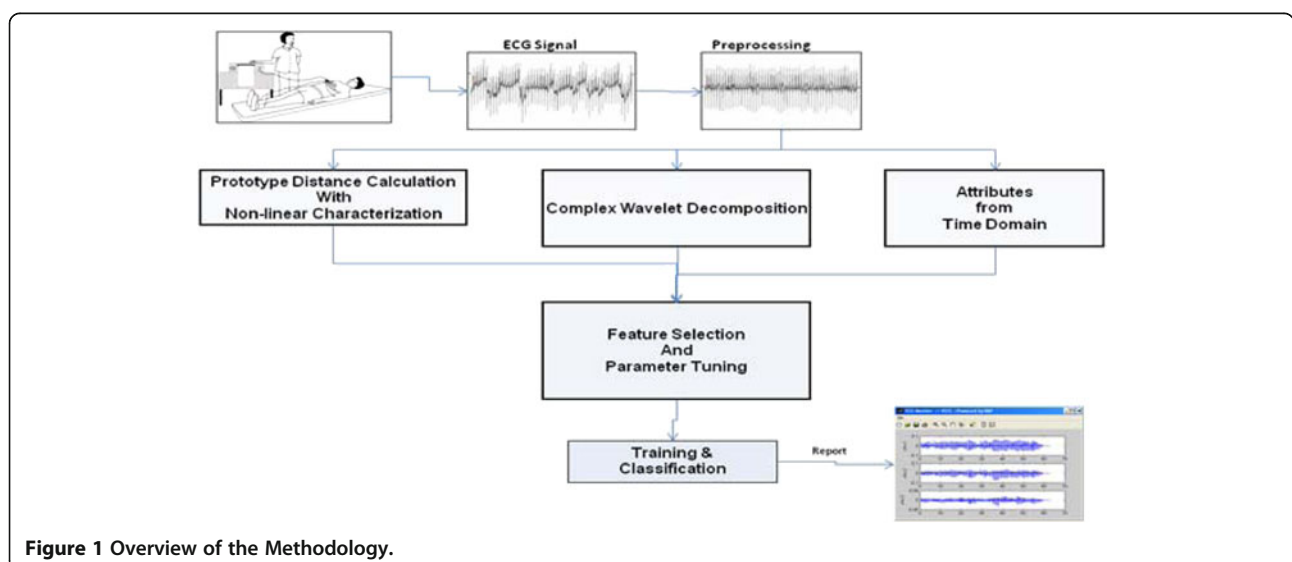 ECG Signal
Preprocessing
Prototype Distance Calculation
With
Non-linear Characterization
Complex Wavelet Decomposition
Attributes
from
Time Domain
Feature Selection
And
Parameter Tuning
Training &
Classification
Report
Figure 1 Overview of the Methodology.